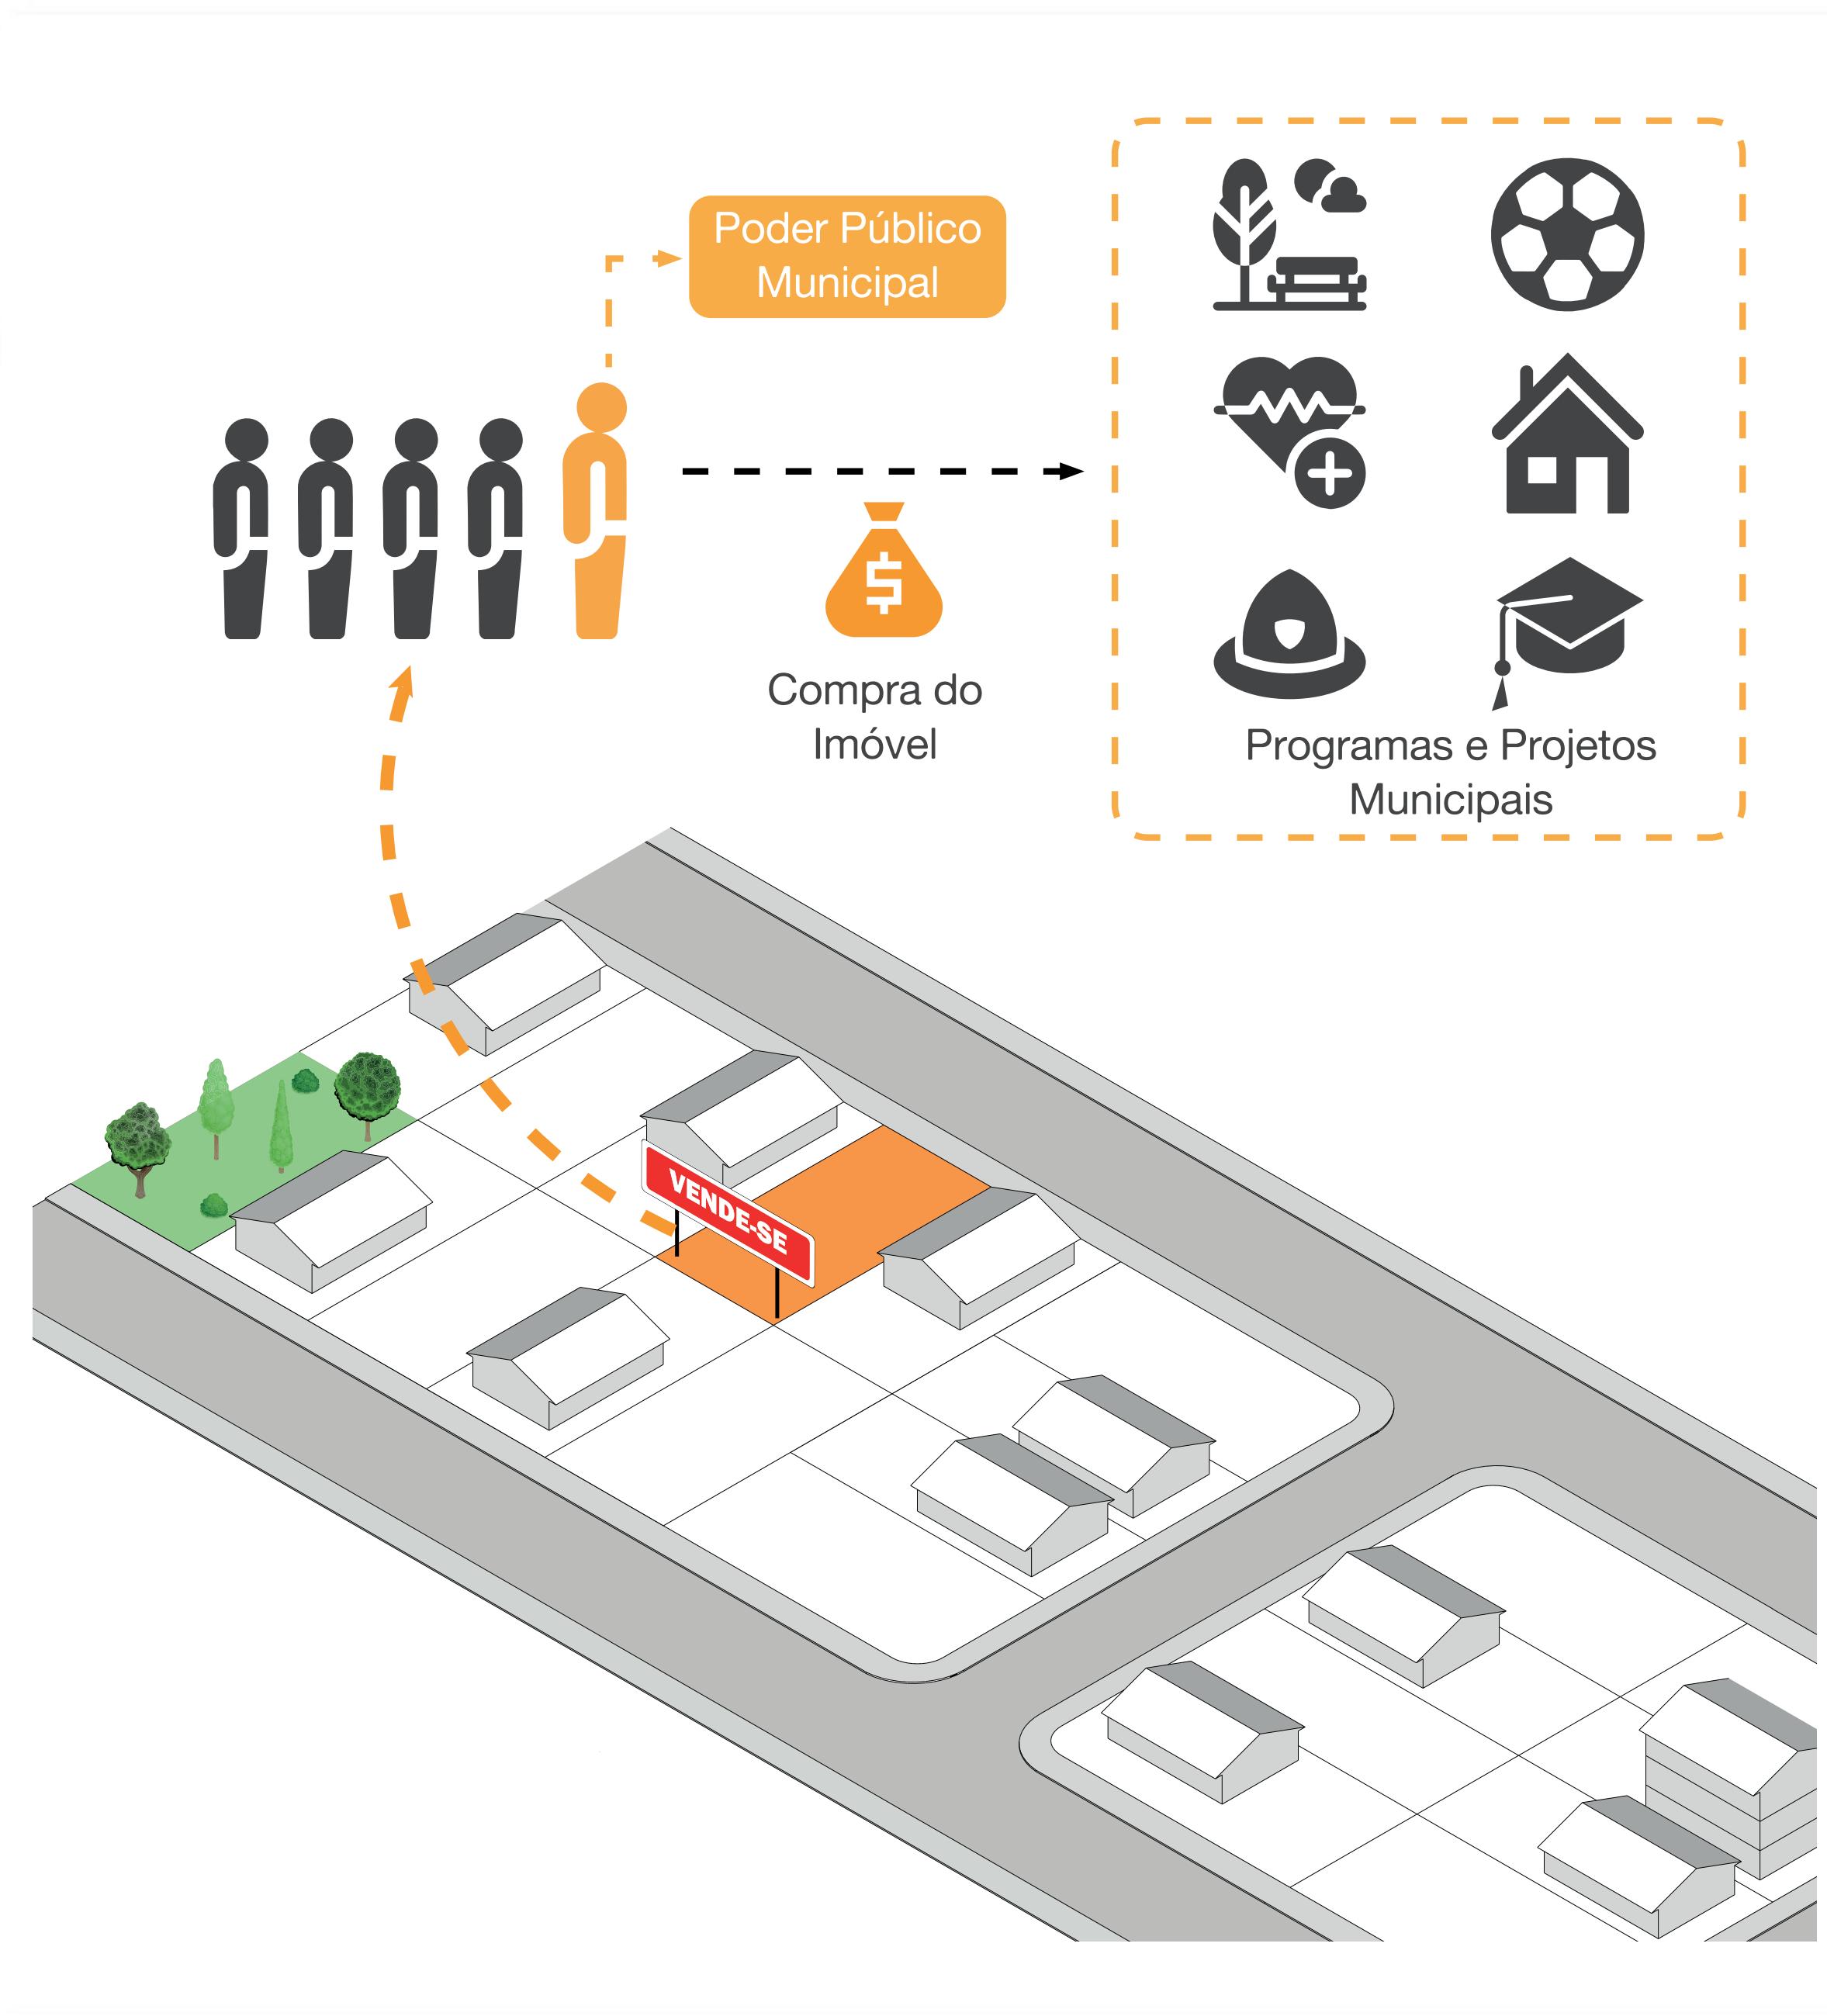 Poder Público
Municipal
Compra do
Imóvel
Programas e Projetos
Municipais
VENDE-SE